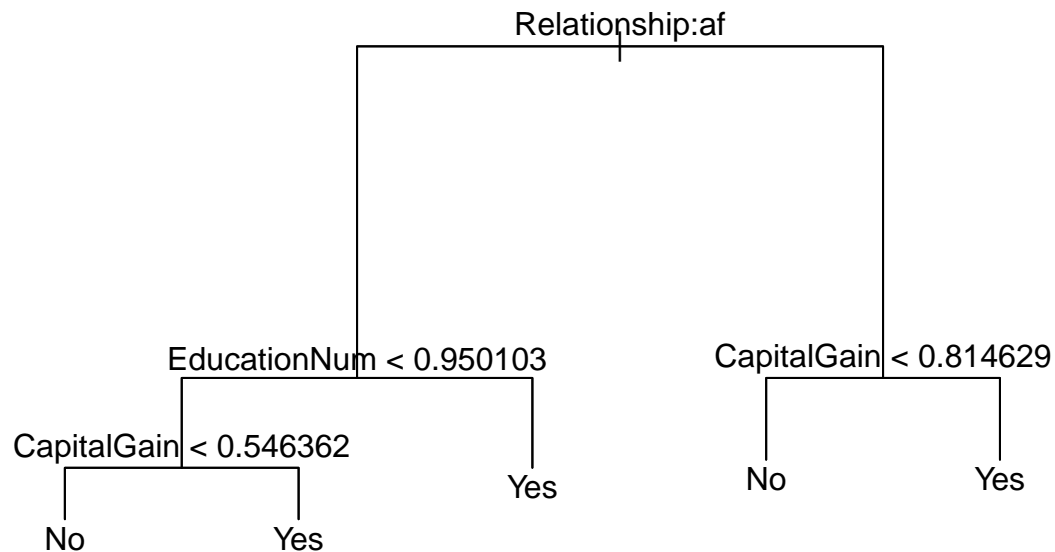 Relationship:af
EducationNum < 0.950103
CapitalGain < 0.814629
CapitalGain < 0.546362
No
Yes
Yes
No
Yes